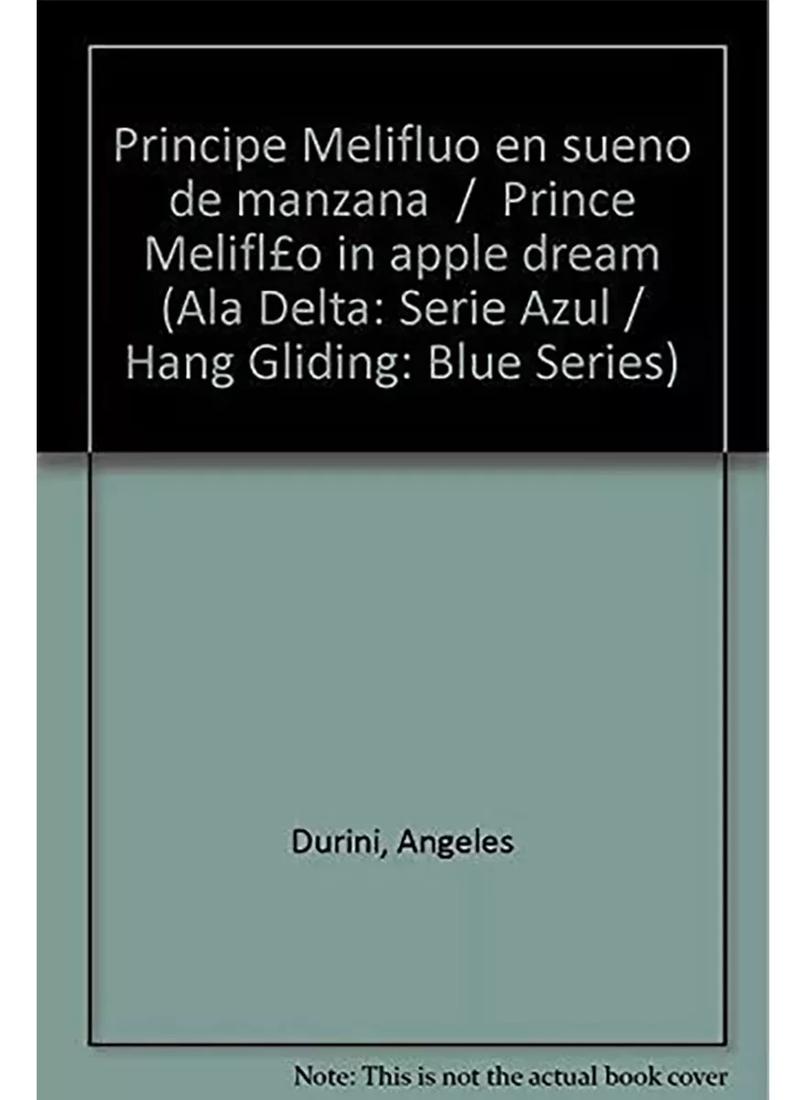 Principe Melifluo en sueno
de manzana / Prince
Melifl£o in apple dream
(Ala Delta: Serie Azul /
Hang Gliding: Blue Series)
Durini, Angeles
Note: This is not the actual book cover